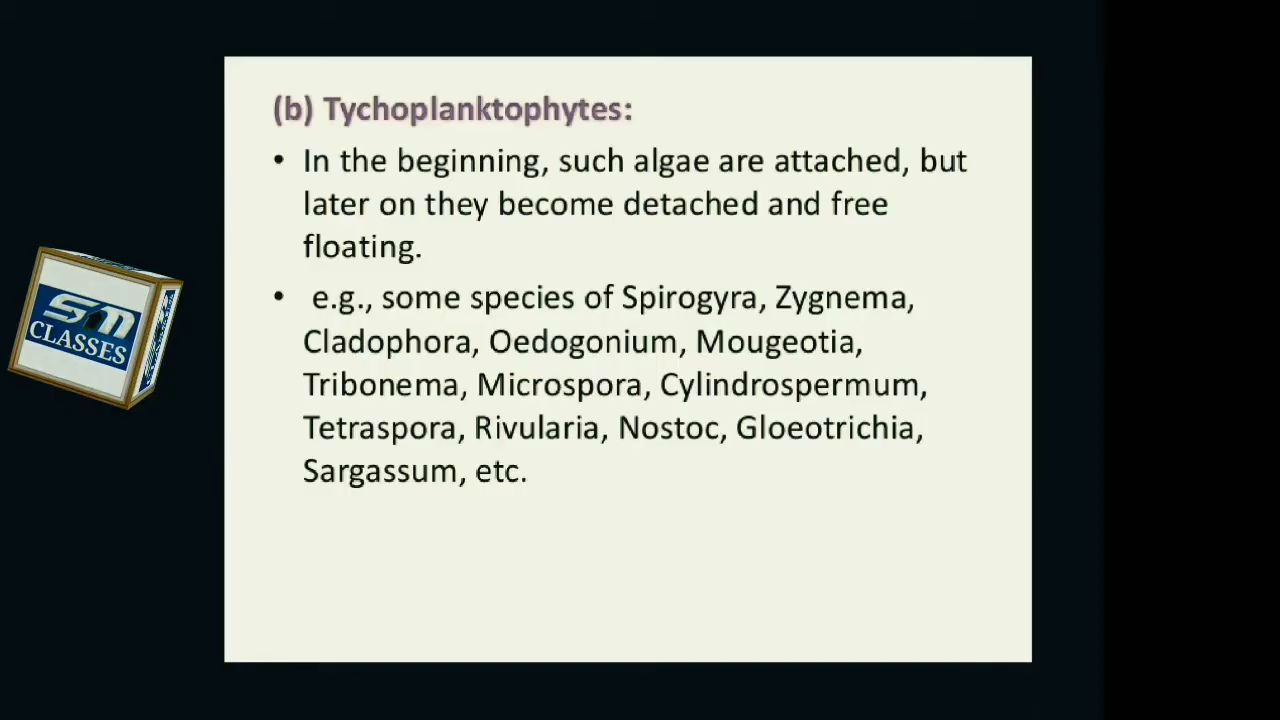 (b) Tychoplanktophytes:
• In the beginning, such algae are attached, but
later on they become detached and free
floating.
• e.g., some species of Spirogyra, Zygnema,
Cladophora, Oedogonium, Mougeotia,
Tribonema, Microspora, Cylindrospermum,
Tetraspora, Rivularia, Nostoc, Gloeotrichia,
Sargassum, etc.
SM
CLASSES